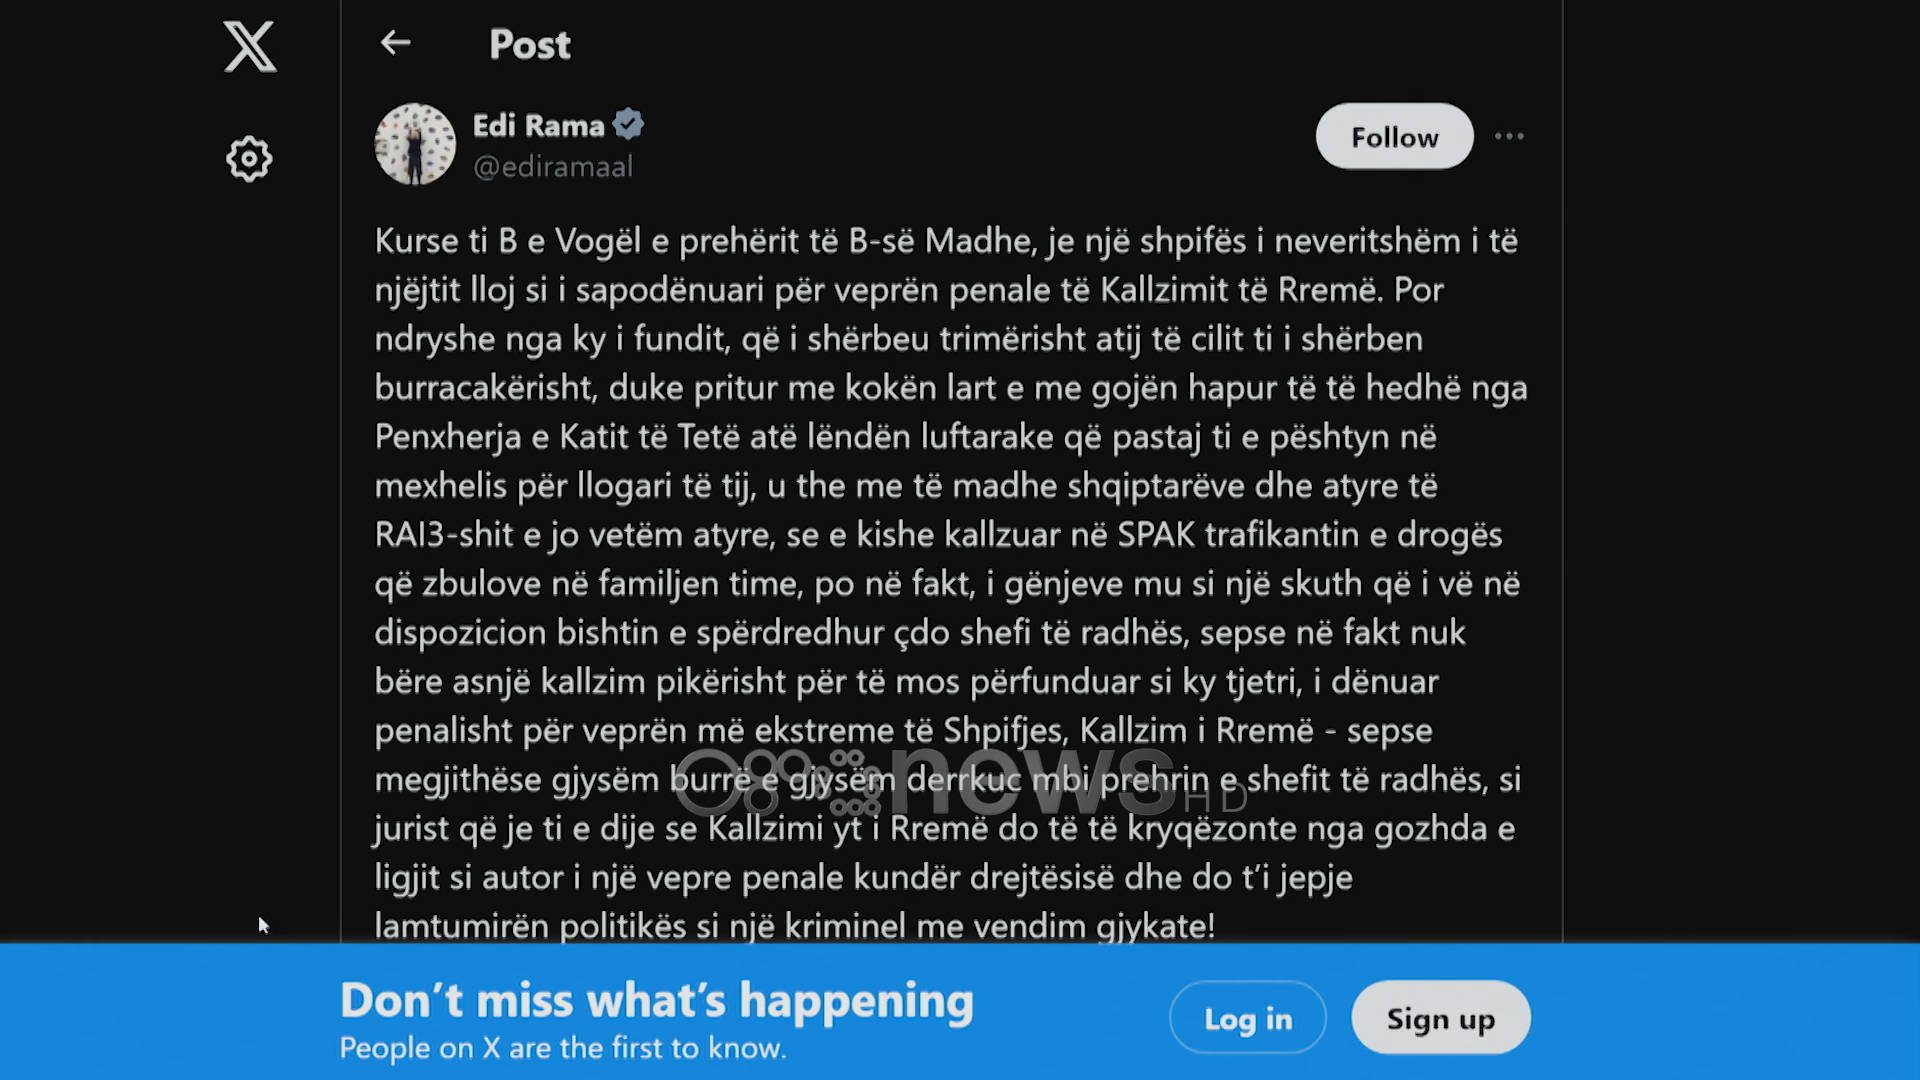 Post
Edi Rama
@ediramaal
Follow
Kurse ti B e Vogël e prehërit të B-së Madhe, je një shpifës i neveritshëm i të
njëjtit lloj si i sapodënuari për veprën penale të Kallzimit të Rremë. Por
ndryshe nga ky i fundit, që i shërbeu trimërisht atij të cilit ti i shërben
burracakërisht, duke pritur me kokën lart e me gojën hapur të të hedhë nga
Penxherja e Katit të Tetë atë lëndën luftarake që pastaj ti e pështyn në
mexhelis për llogari të tij, u the me të madhe shqiptarëve dhe atyre të
RAI3-shit e jo vetëm atyre, se e kishe kallzuar në SPAK trafikantin e drogës
që zbulove në familjen time, po në fakt, i gënjeve mu si një skuth që i vë në
dispozicion bishtin e spërdredhur çdo shefi të radhës, sepse në fakt nuk
bëre asnjë kallzim pikërisht për të mos përfunduar si ky tjetri, i dënuar
penalisht për veprën më ekstreme të Shpifjes, Kallzim i Rremë - sepse
megjithëse gjysëm burrë e gjysëm derrkuc mbi prehrin e shefit të radhës, si
jurist që je ti e dije se Kallzimi yt i Rremë do të të kryqëzonte nga gozhda e
ligjit si autor i një vepre penale kundër drejtësisë dhe do t'i jepje
lamtumirën politikës si një kriminel me vendim gjykate!
news HD
Don't miss what's happening
People on X are the first to know.
Log in
Sign up